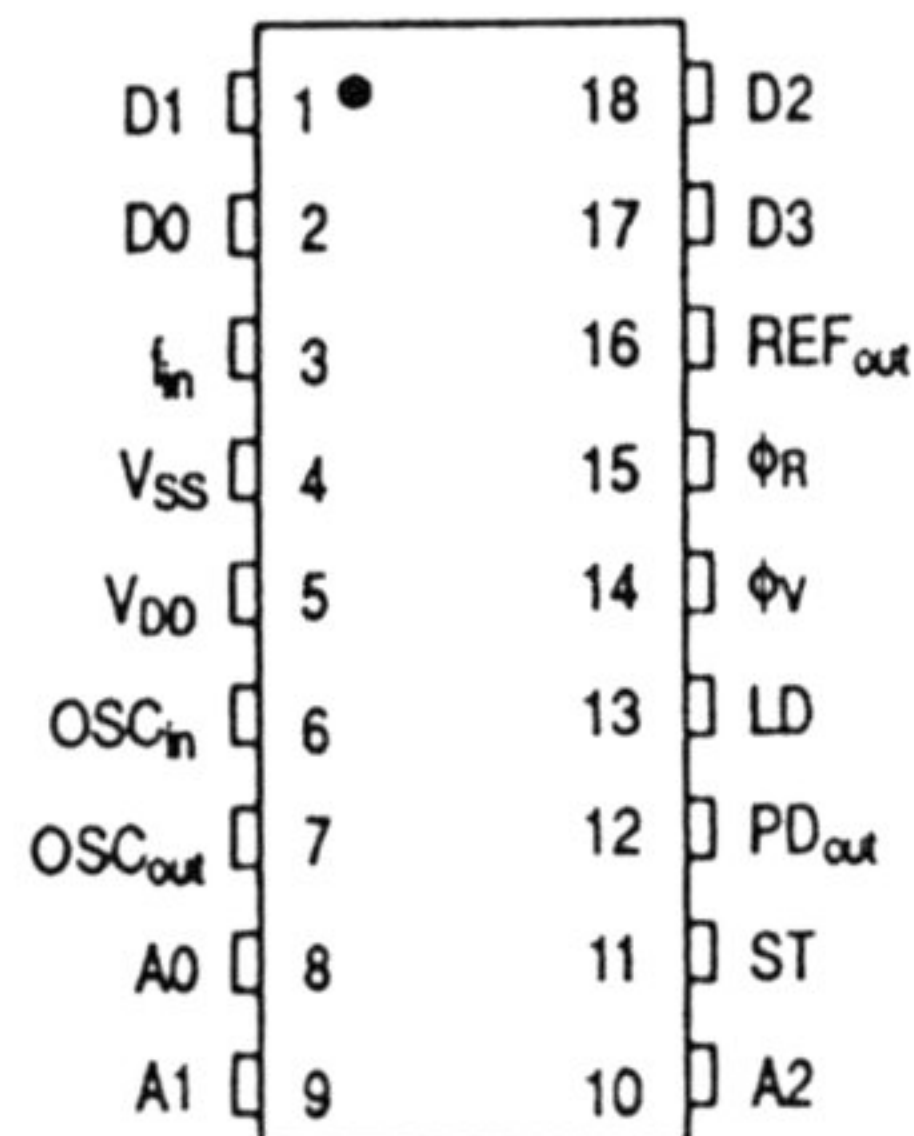 D1 1 18 D2
D0 2 17 D3
fin 3 16 REFout
VSS 4 15 ϕR
VDD 5 14 ϕV
OSCin 6 13 LD
OSCout 7 12 PDout
A0 8 11 ST
A1 9 10 A2